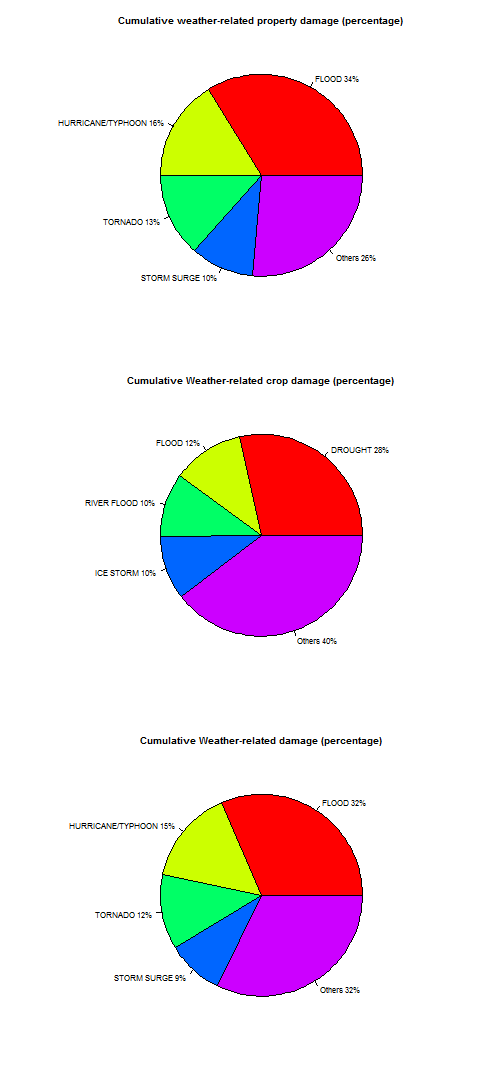 Cumulative weather-related property damage (percentage)
FLOOD 34%
HURRICANE/TYPHOON 16%
TORNADO 13%
STORM SURGE 10%
Others 26%
Cumulative Weather-related crop damage (percentage)
DROUGHT 28%
FLOOD 12%
RIVER FLOOD 10%
ICE STORM 10%
Others 40%
Cumulative Weather-related damage (percentage)
FLOOD 32%
HURRICANE/TYPHOON 15%
TORNADO 12%
STORM SURGE 9%
Others 32%